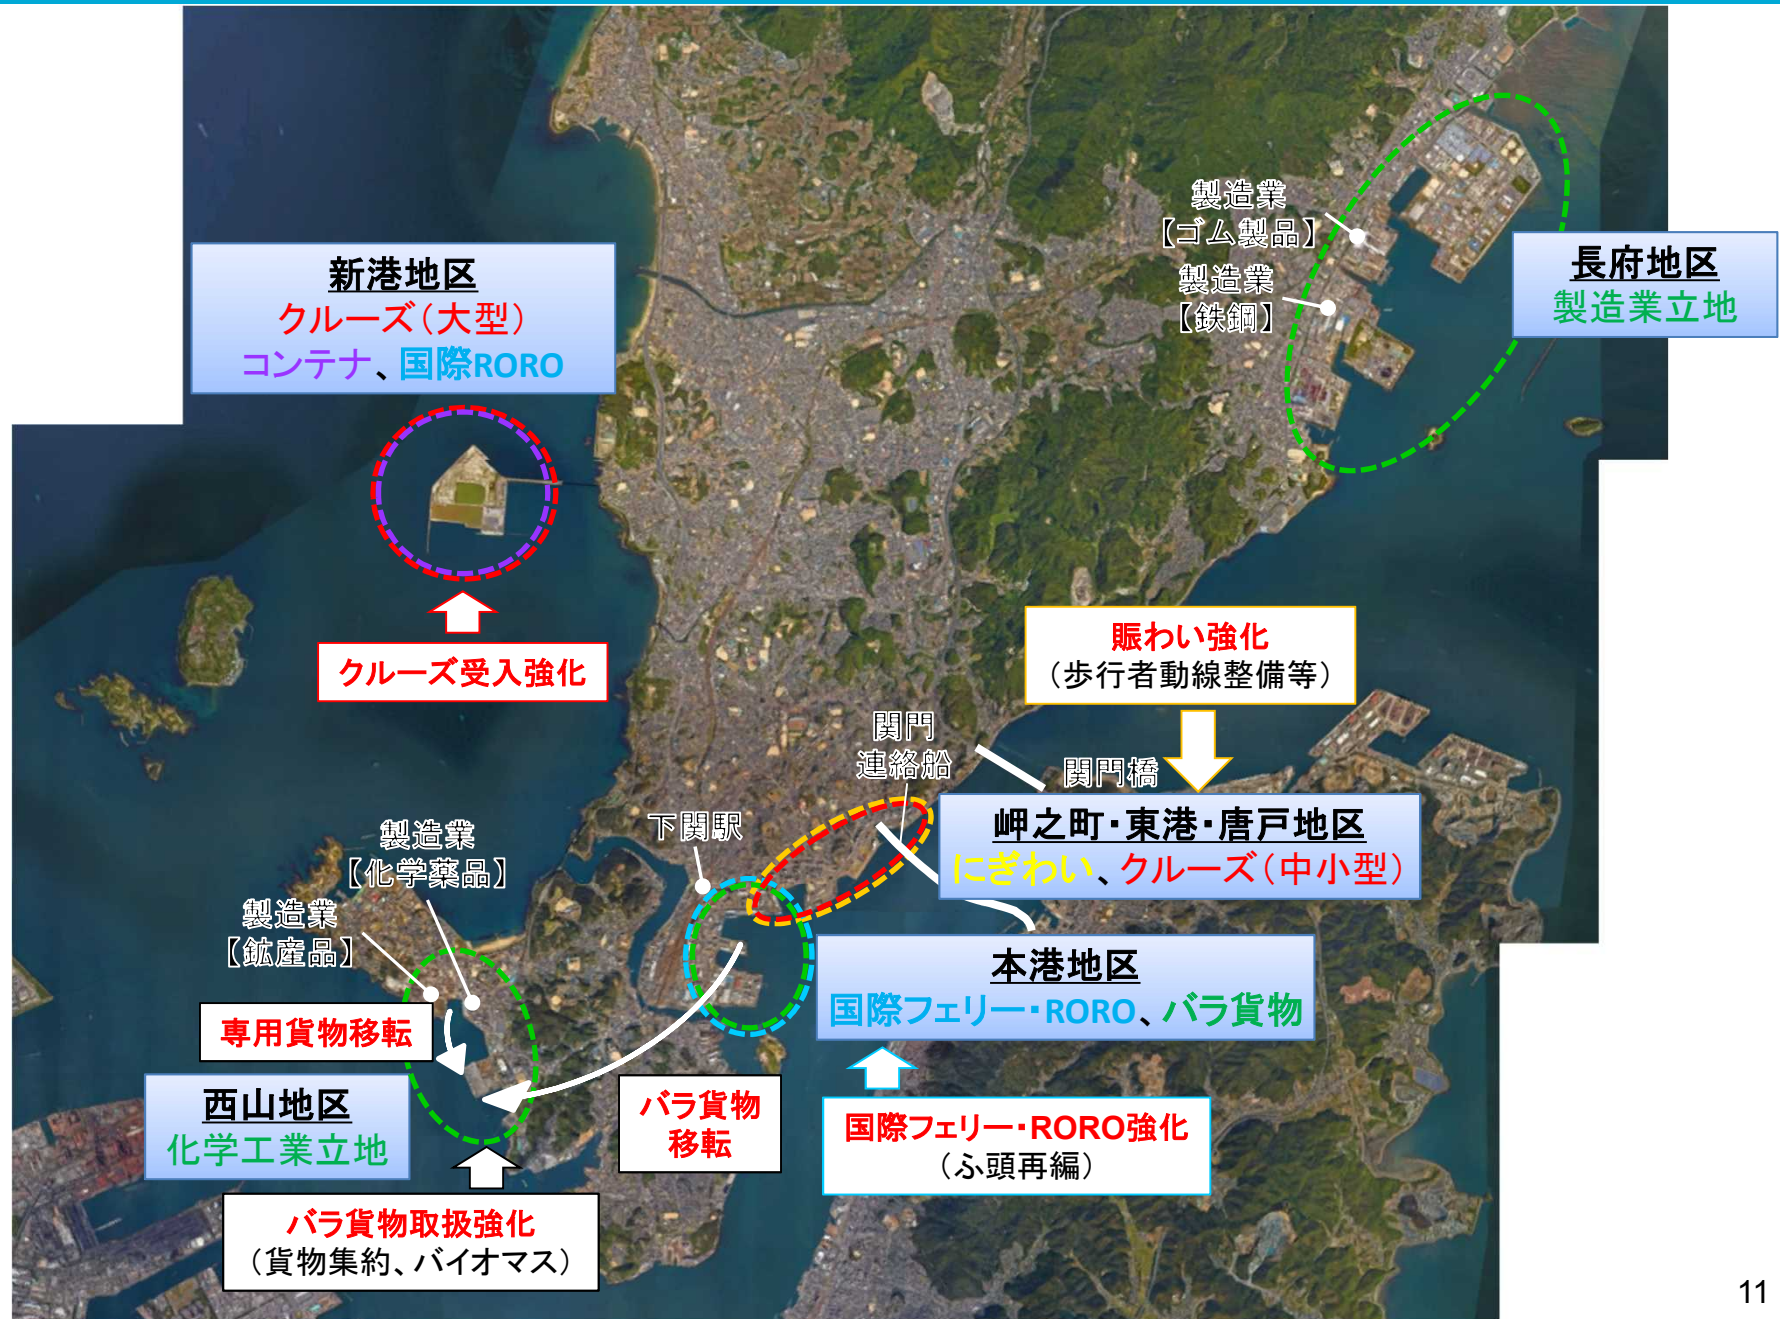 製造業
【ゴム製品】
製造業
【鉄鋼】
長府地区
製造業立地
新港地区
クルーズ（大型）
コンテナ、国際RORO
クルーズ受入強化
賑わい強化
（歩行者動線整備等）
関門
連絡船
関門橋
岬之町・東港・唐戸地区
にぎわい、クルーズ（中小型）
下関駅
製造業
【化学薬品】
製造業
【鉱産品】
本港地区
国際フェリー・RORO、バラ貨物
専用貨物移転
西山地区
化学工業立地
バラ貨物
移転
国際フェリー・RORO強化
（ふ頭再編）
バラ貨物取扱強化
（貨物集約、バイオマス）
11